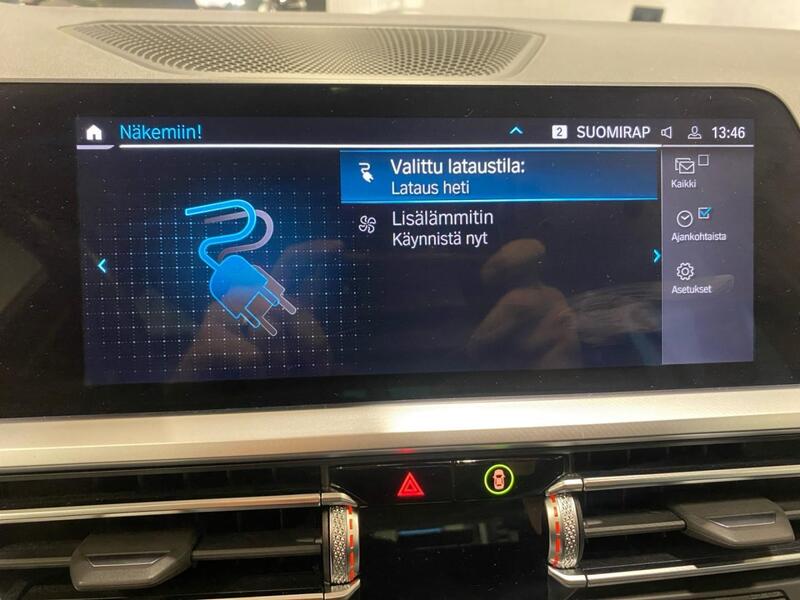 Näkemiin!
2 SUOMIRAP 13:46
Valittu lataustila:
Lataus heti
Lisälämmitin
Käynnistä nyt
Kaikki
Ajankohtaista
Asetukset